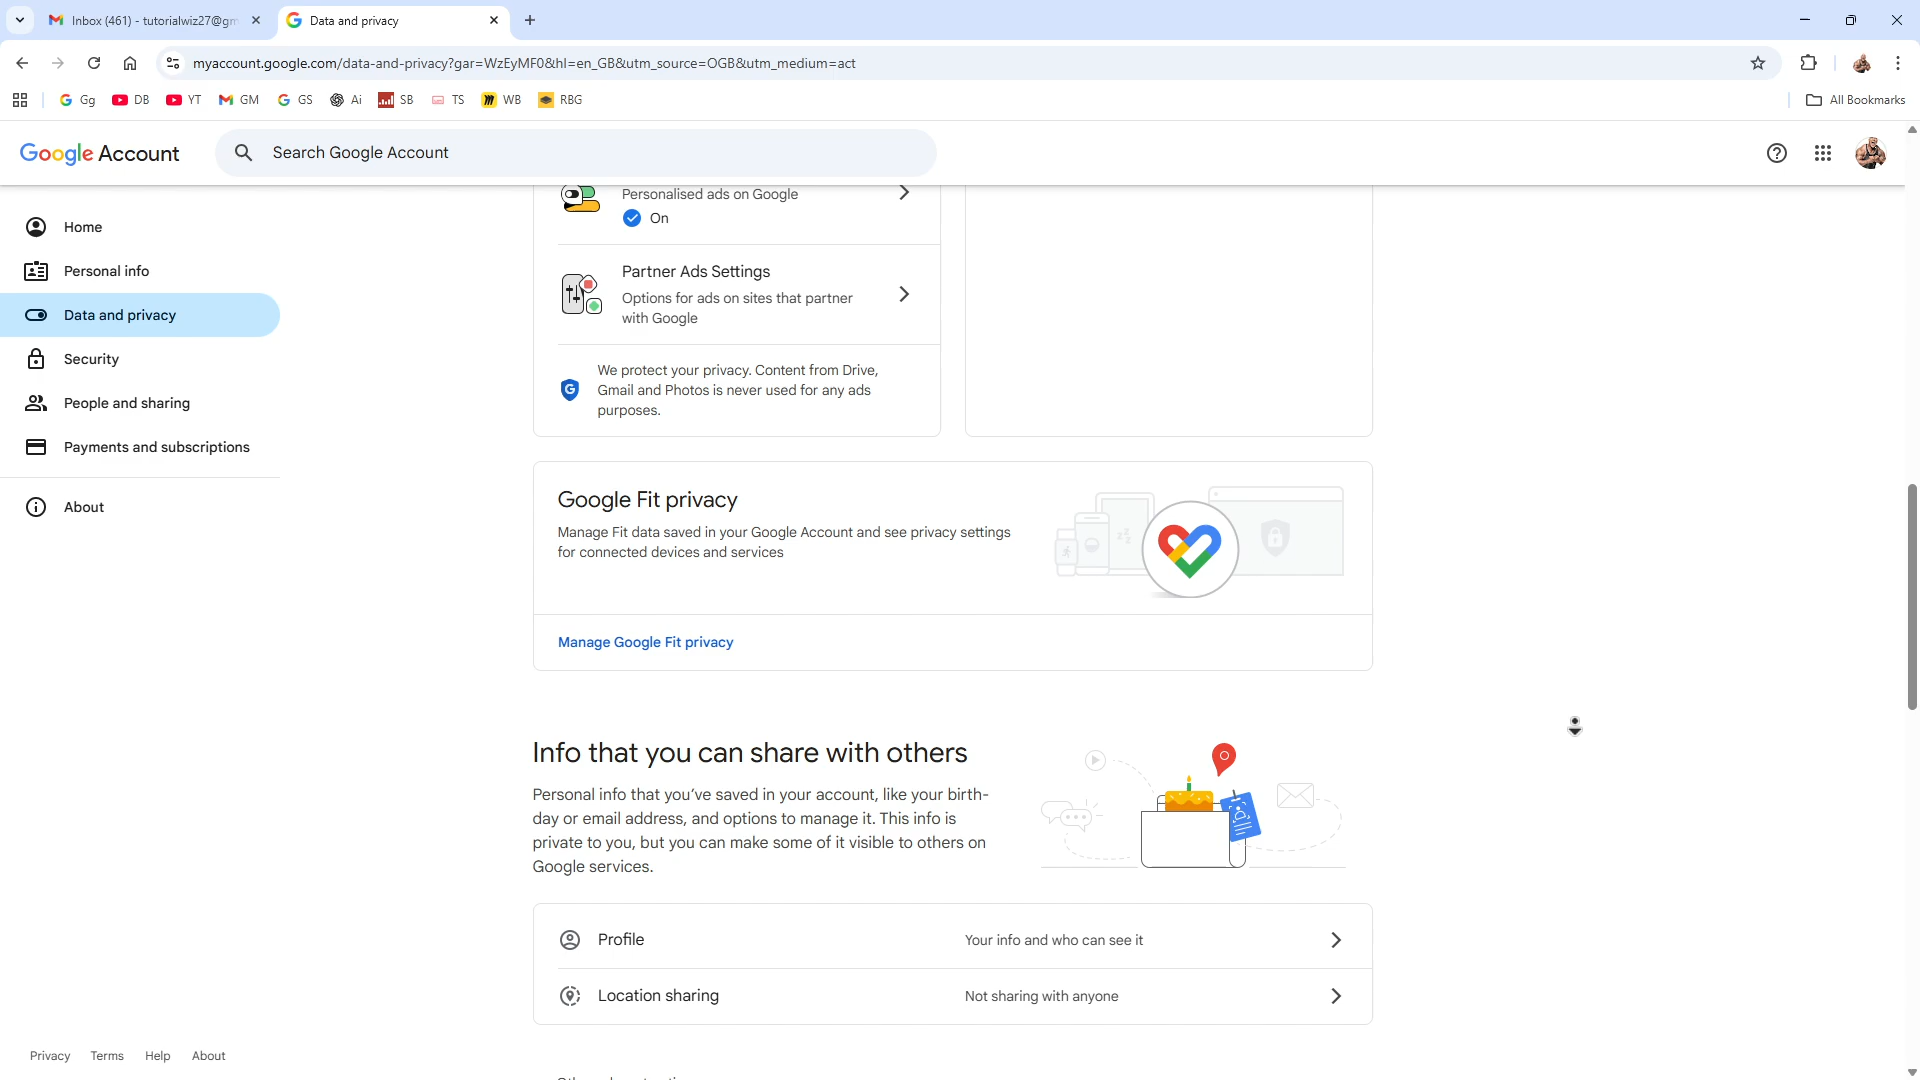 Inbox (461) - tutorialwiz27@gm
Data and privacy
myaccount.google.com/data-and-privacy?gar=WzEyMF0&hl=en_GB&utm_source=OGB&utm_medium=act
Gg
DB
YT
GM
GS
Ai
SB
TS
WB
RBG
All Bookmarks
Google Account
Search Google Account
Home
Personal info
Data and privacy
Security
People and sharing
Payments and subscriptions
About
Personalised ads on Google
On
Partner Ads Settings
Options for ads on sites that partner
with Google
We protect your privacy. Content from Drive,
Gmail and Photos is never used for any ads
purposes.
Google Fit privacy
Manage Fit data saved in your Google Account and see privacy settings
for connected devices and services
Manage Google Fit privacy
Info that you can share with others
Personal info that you’ve saved in your account, like your birth-
day or email address, and options to manage it. This info is
private to you, but you can make some of it visible to others on
Google services.
Profile
Your info and who can see it
Location sharing
Not sharing with anyone
Privacy
Terms
Help
About